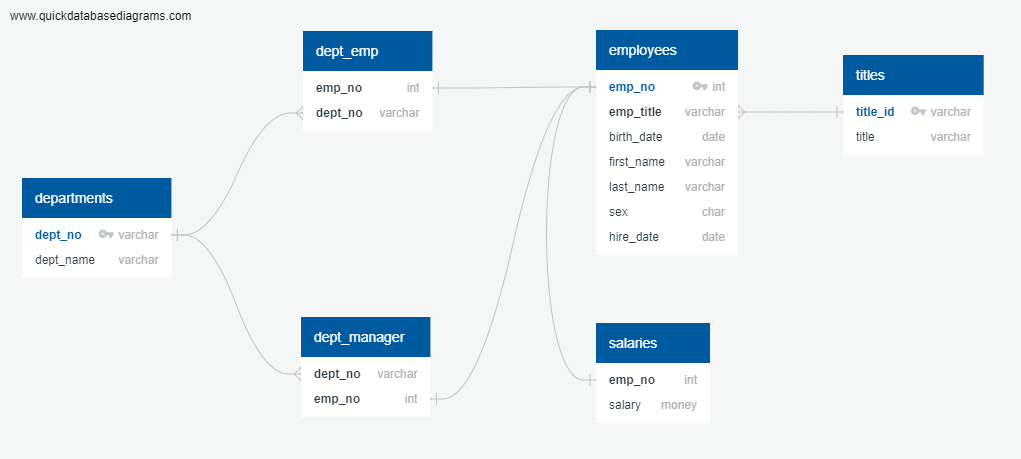 www.quickdatabasediagrams.com
dept_emp
emp_no int
dept_no varchar
employees
emp_no int
emp_title varchar
birth_date date
first_name varchar
last_name varchar
sex char
hire_date date
titles
title_id varchar
title varchar
departments
dept_no varchar
dept_name varchar
dept_manager
dept_no varchar
emp_no int
salaries
emp_no int
salary money